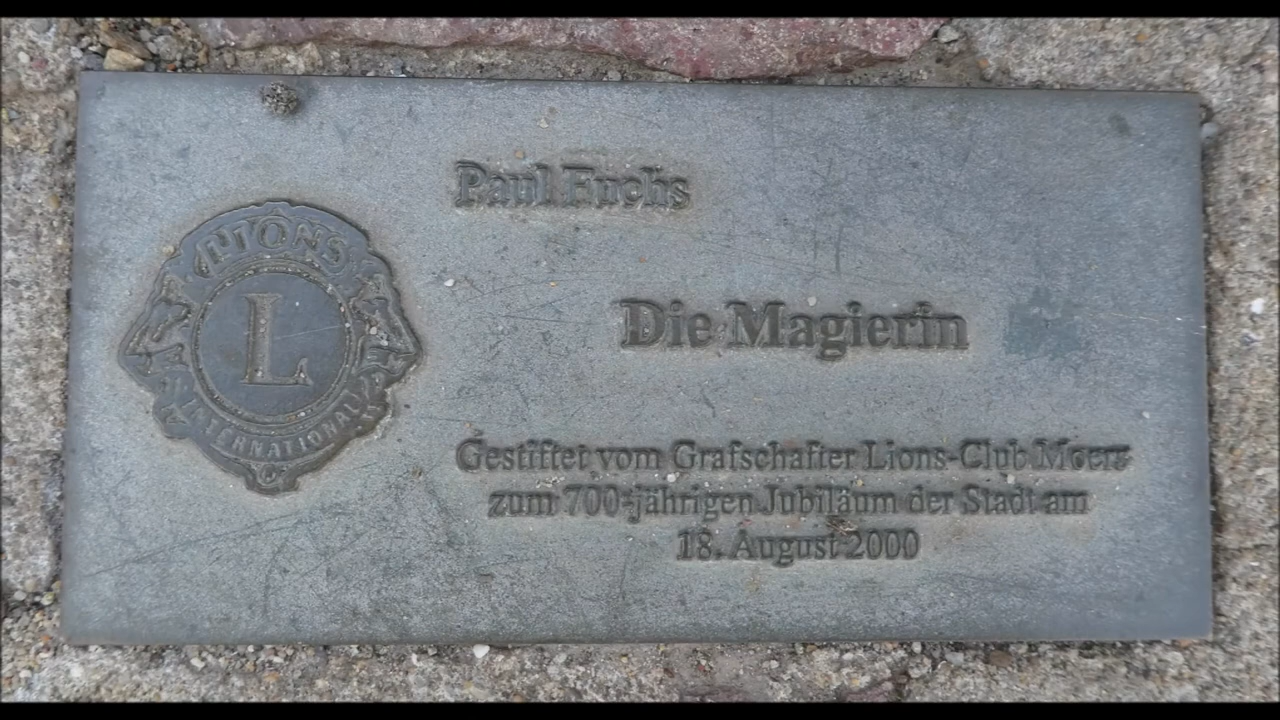 Paul Fuchs
LIONS
L
INTERNATIONAL
Die Magierin
Gestiftet vom Grafschafter Lions-Club Moers
zum 700-jährigen Jubiläum der Stadt am
18. August 2000